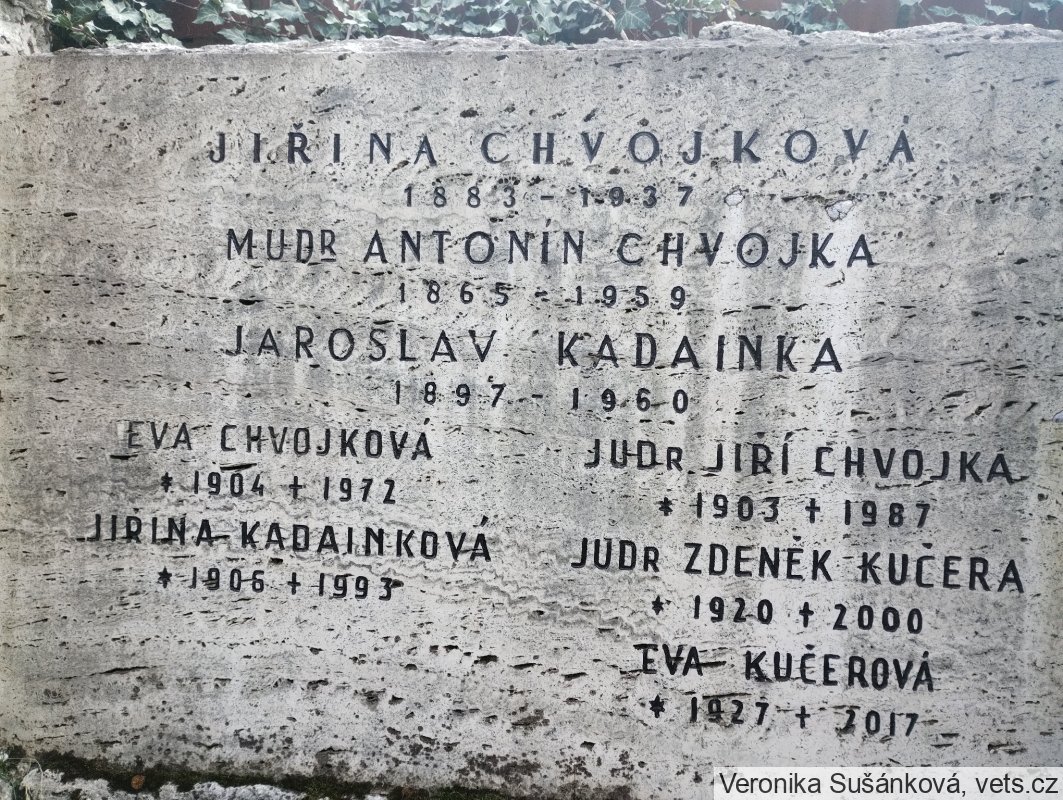 JIŘINA CHVOJKOVÁ
1883 - 1937
MUDR ANTONÍN CHVOJKA
1865 - 1959
JAROSLAV KADAINKA
1897 - 1960
EVA CHVOJKOVÁ
* 1904 + 1972
JIŘINA KADAINKOVÁ
* 1906 + 1993
JUDR JIŘÍ CHVOJKA
* 1903 + 1987
JUDR ZDENĚK KUČERA
* 1920 + 2000
EVA KUČEROVÁ
* 1927 + 2017
Veronika Sušánková, vets.cz